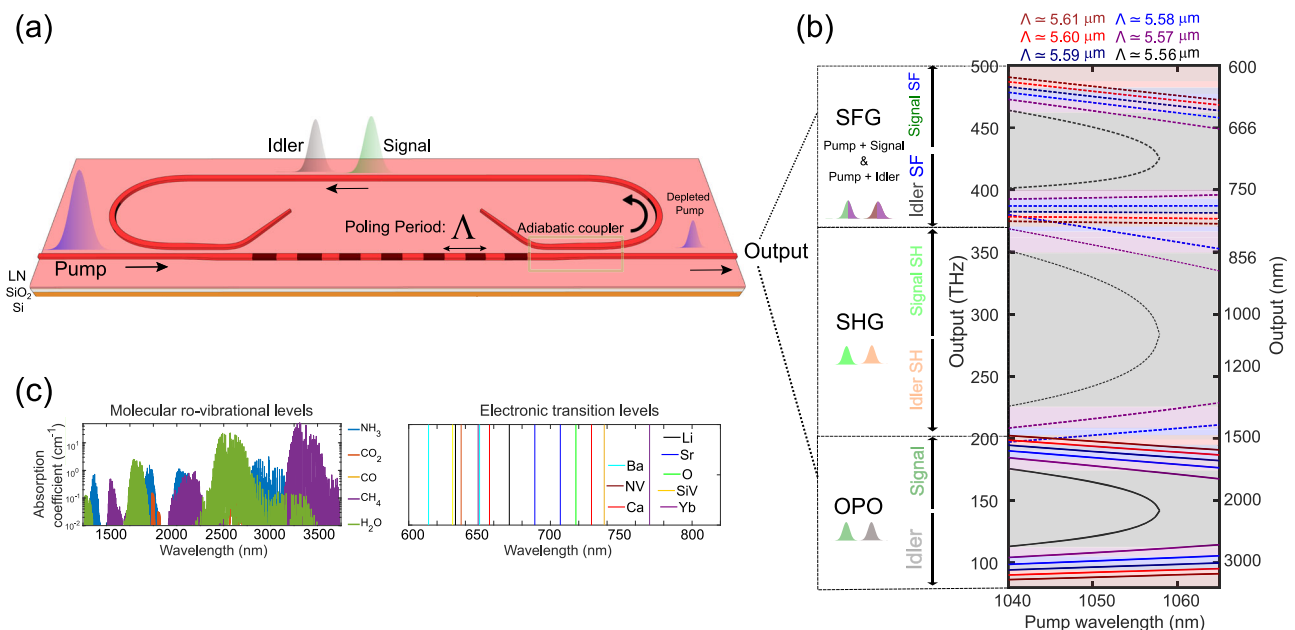 (a)
Idler
Signal
Poling Period: Λ
Adiabatic coupler
Depleted
Pump
Pump
Output
LN
SiO2
Si
(b)
Λ ≃ 5.61 μm
Λ ≃ 5.58 μm
Λ ≃ 5.60 μm
Λ ≃ 5.57 μm
Λ ≃ 5.59 μm
Λ ≃ 5.56 μm
SFG
Pump + Signal
&
Pump + Idler
Signal SF
Idler SF
SHG
Signal SH
Idler SH
OPO
Signal
Idler
Output (THz)
500
450
400
350
300
250
200
150
100
600
666
750
856
1000
1200
1500
2000
3000
Output (nm)
1040
1050
1060
Pump wavelength (nm)
(c)
Molecular ro-vibrational levels
Absorption
coefficient (cm-1)
10^1
10^0
10^-1
10^-2
1500
2000
2500
3000
3500
Wavelength (nm)
NH3
CO2
CO
CH4
H2O
Electronic transition levels
Li
Ba
Sr
NV
O
Ca
SiV
Yb
600
650
700
750
800
Wavelength (nm)